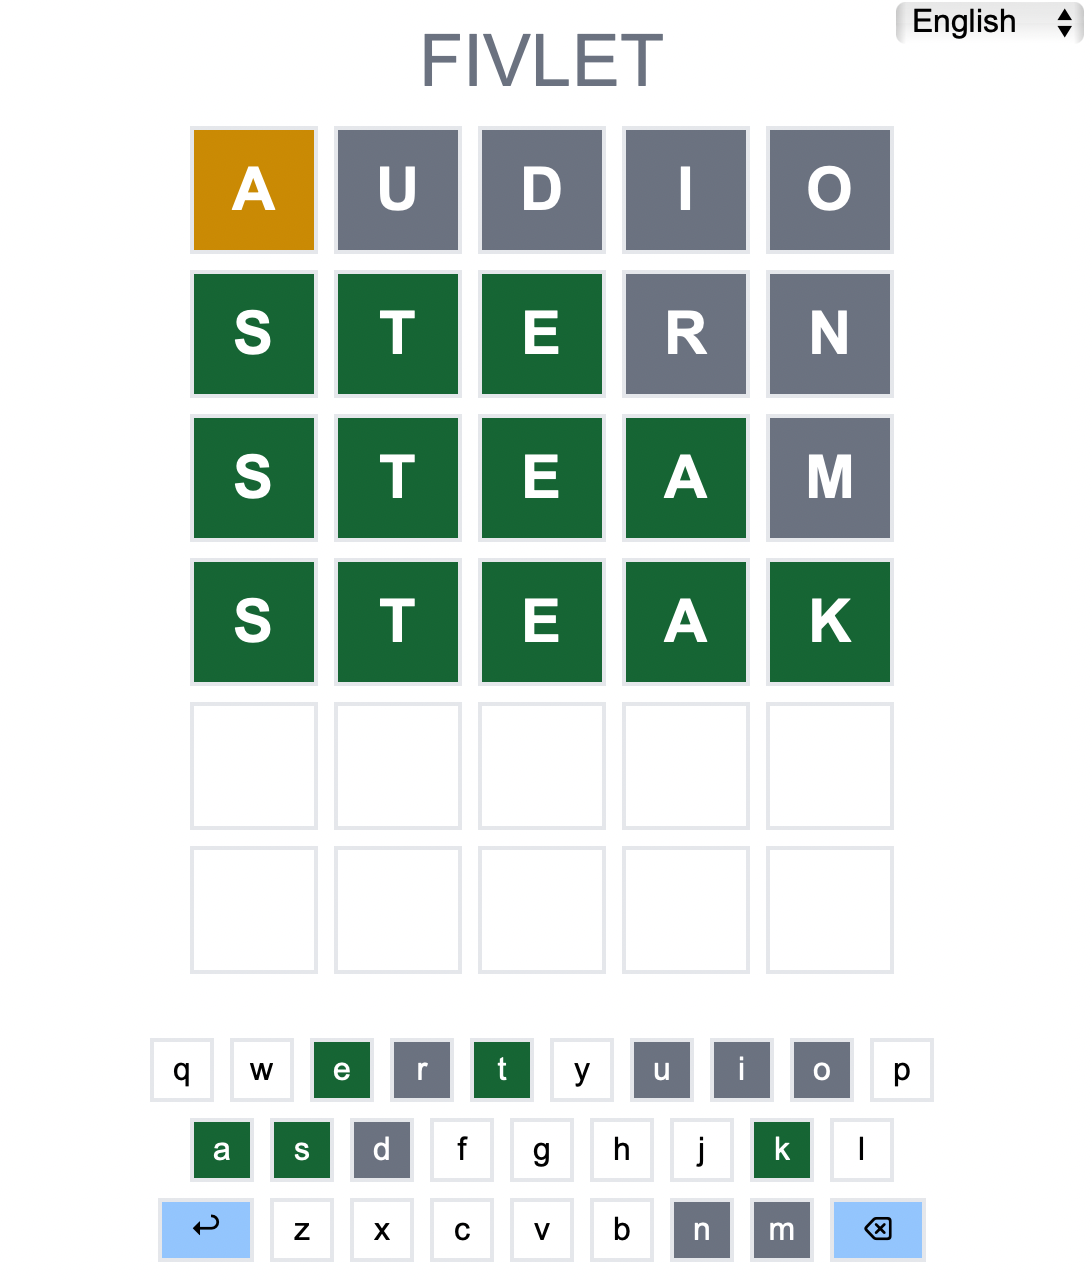 English
FIVLET
A U D I O
S T E R N
S T E A M
S T E A K
q w e r t y u i o p
a s d f g h j k l
z x c v b n m